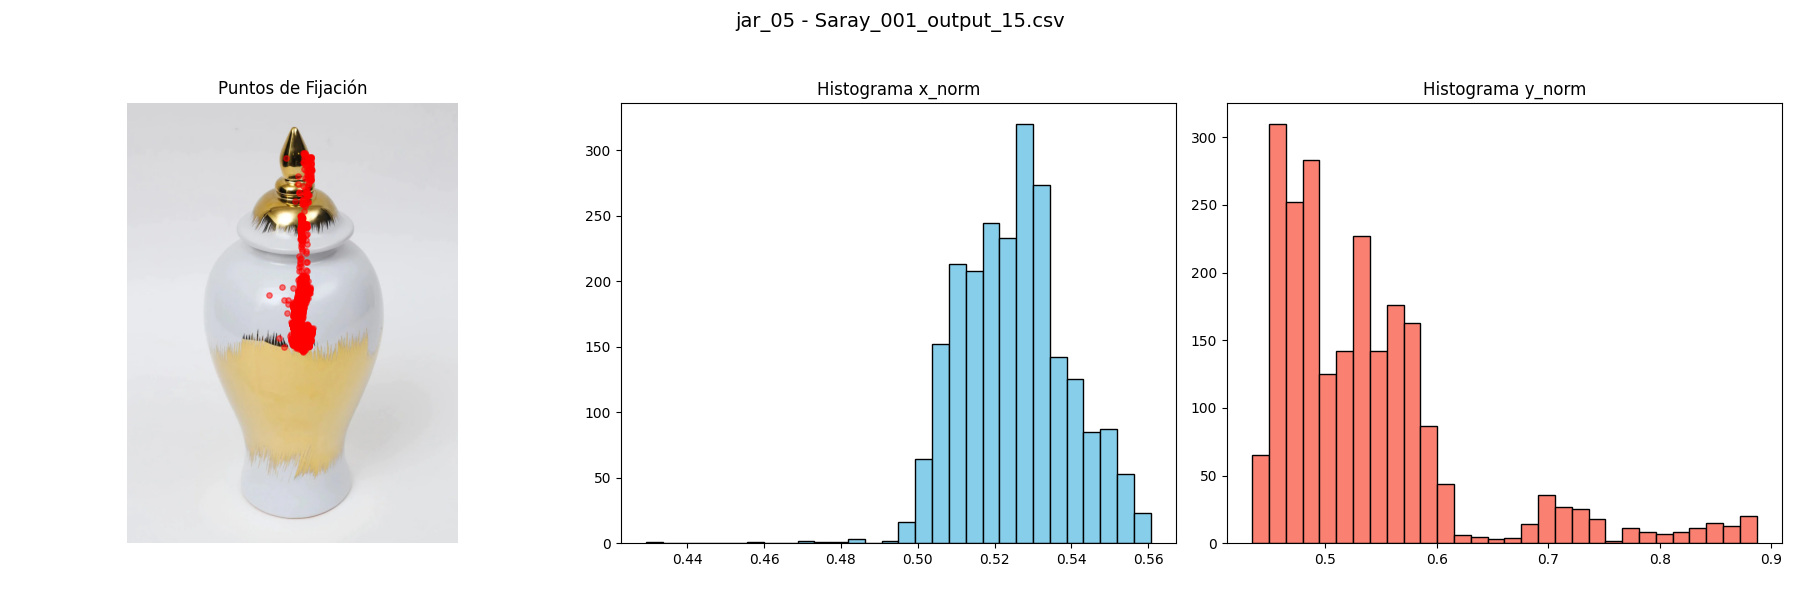 jar_05 - Saray_001_output_15.csv
Puntos de Fijación
Histograma x_norm
Histograma y_norm
300
250
200
150
100
50
0
0.44 0.46 0.48 0.50 0.52 0.54 0.56
300
250
200
150
100
50
0
0.5 0.6 0.7 0.8 0.9